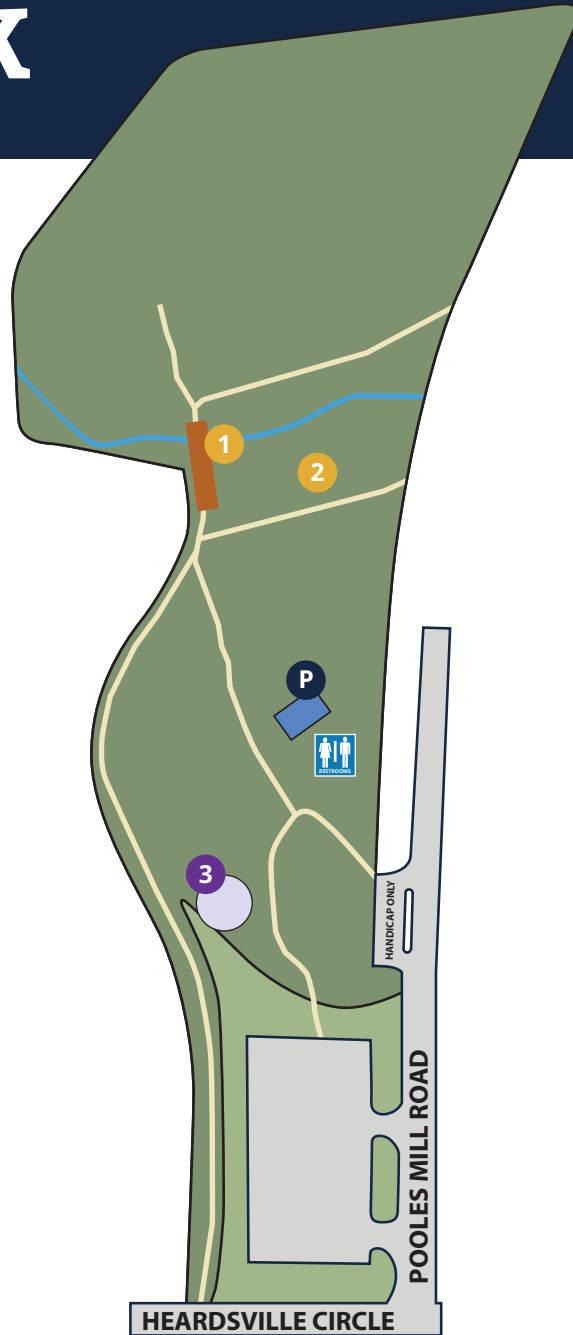 K
1
2
P
RESTROOMS
3
HANDICAP ONLY
POOLES MILL ROAD
HEARDSVILLE CIRCLE